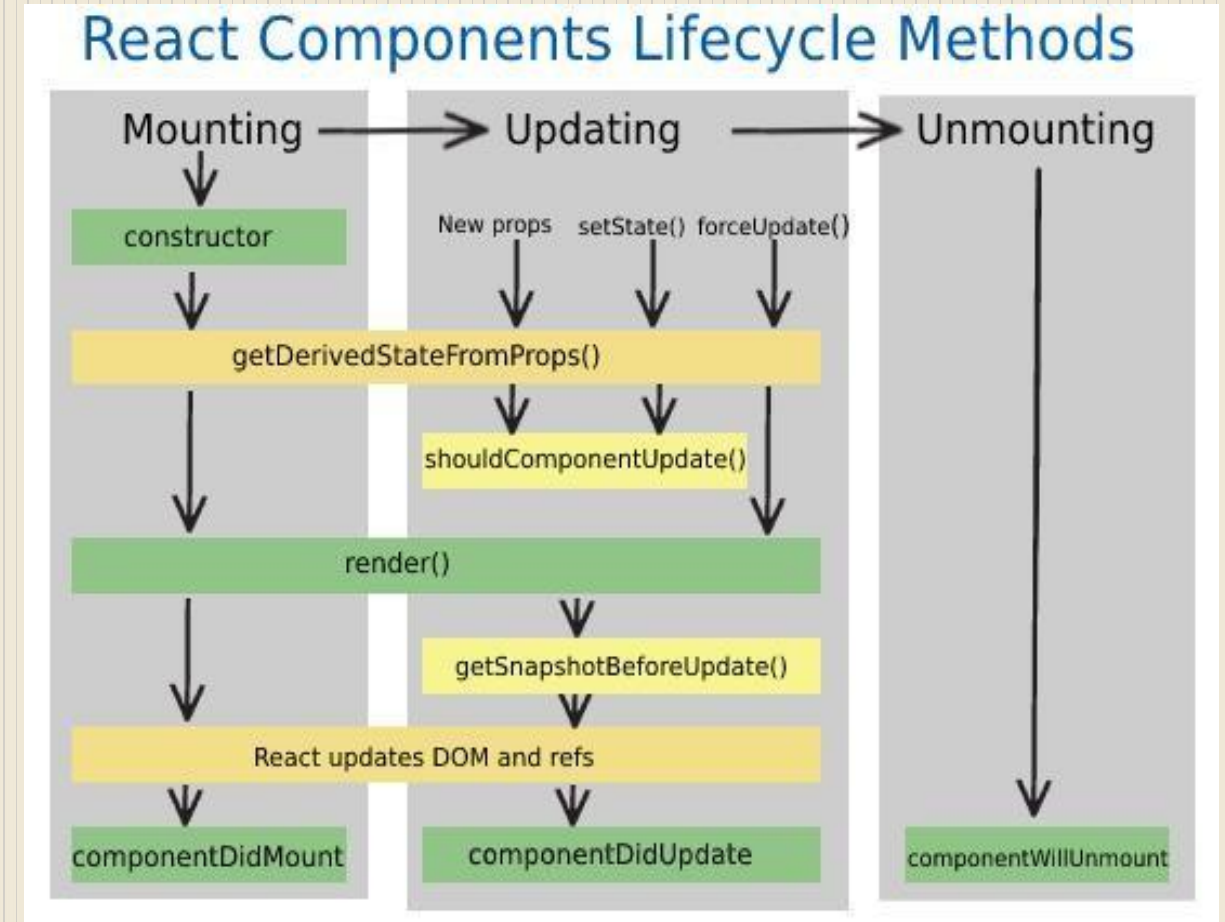 React Components Lifecycle Methods
Mounting
Updating
Unmounting
constructor
New props
setState()
forceUpdate()
getDerivedStateFromProps()
shouldComponentUpdate()
render()
getSnapshotBeforeUpdate()
React updates DOM and refs
componentDidMount
componentDidUpdate
componentWillUnmount